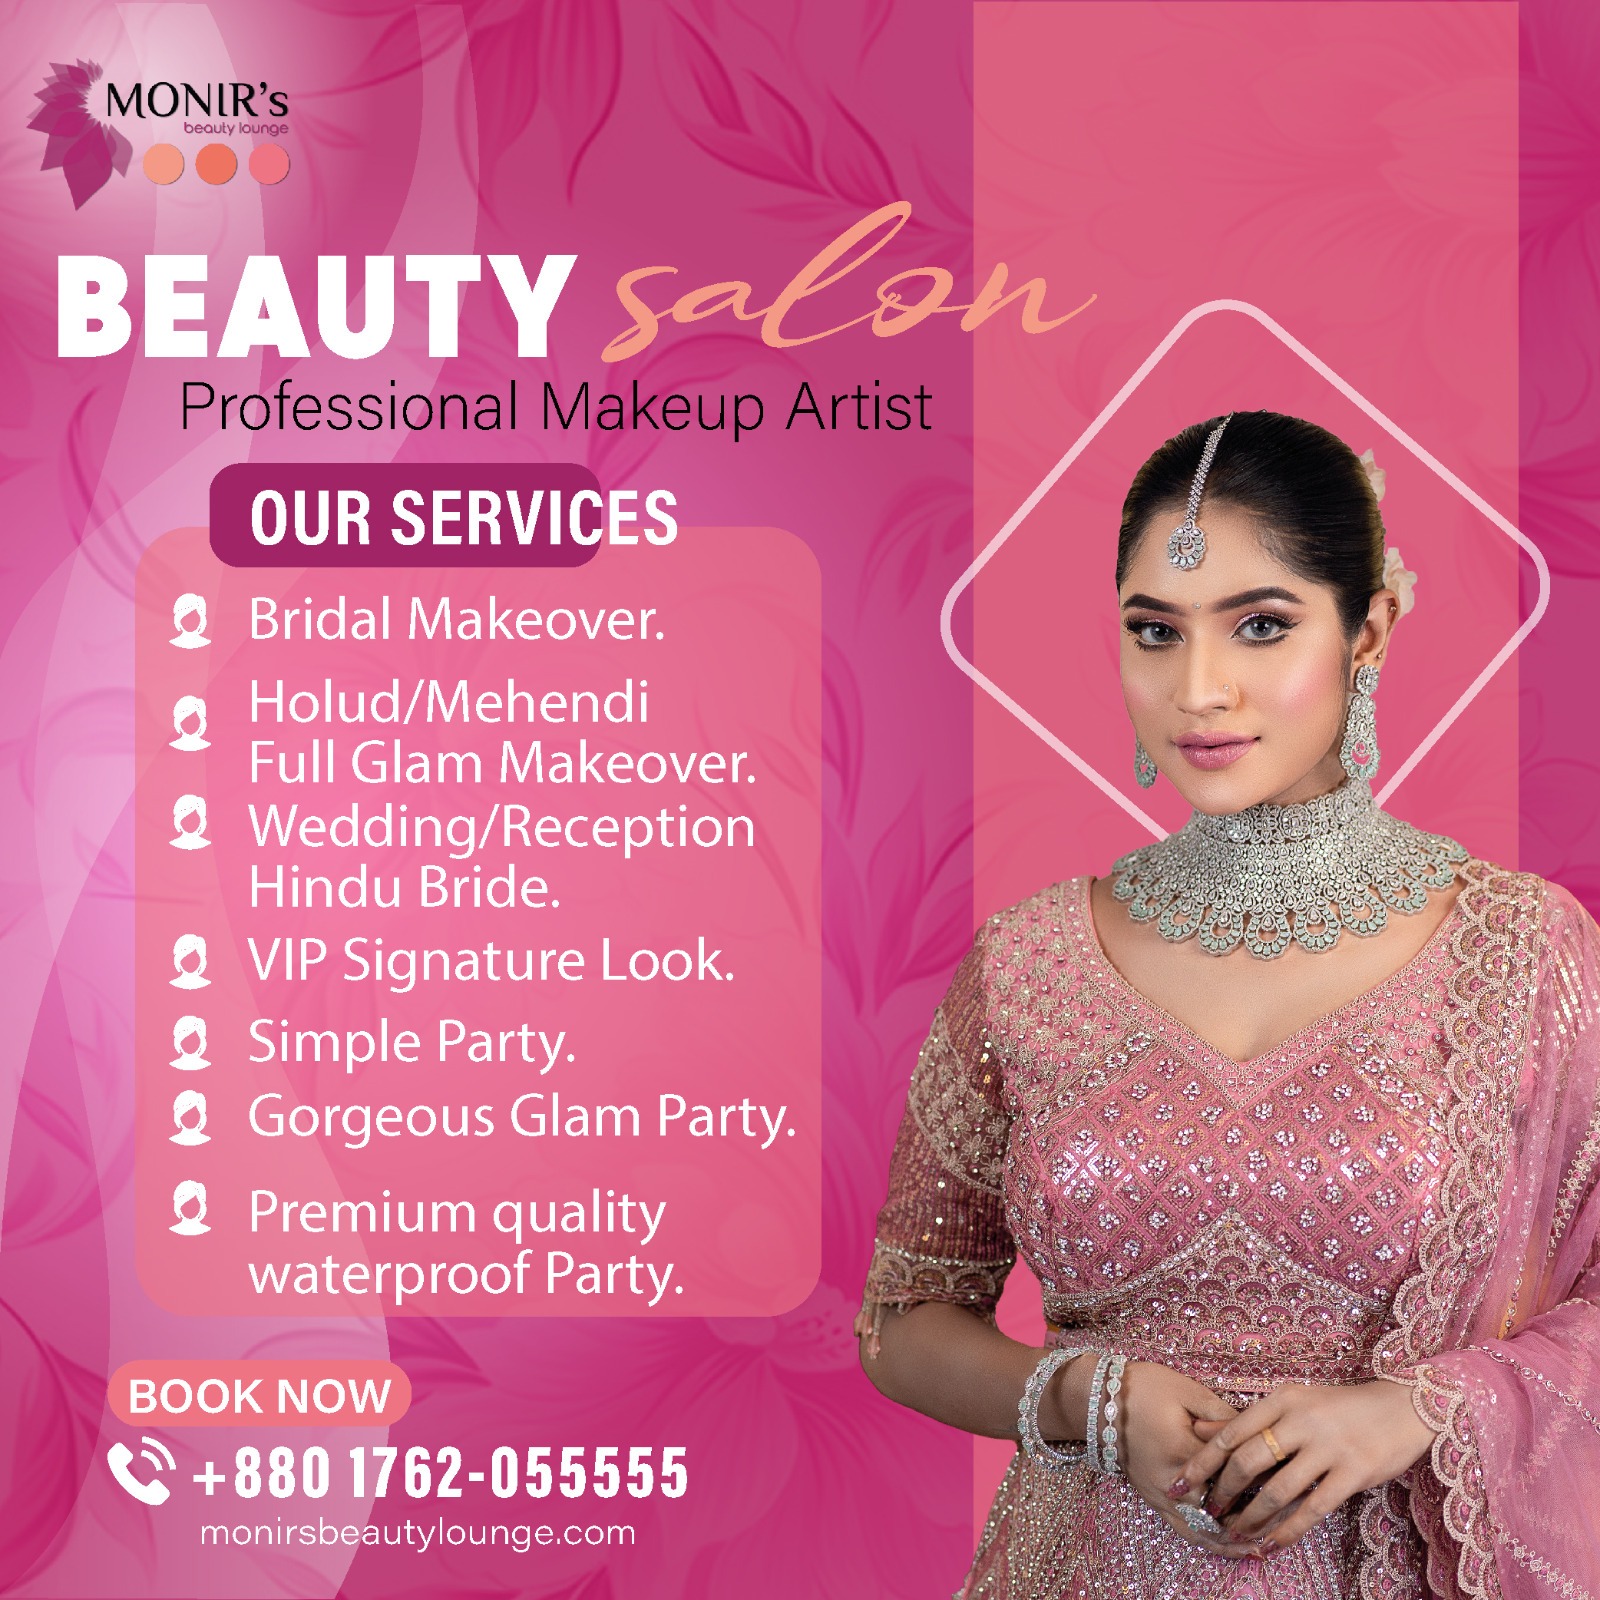 MONIR's
beauty lounge
BEAUTY salon
Professional Makeup Artist
OUR SERVICES
Bridal Makeover.
Holud/Mehendi
Full Glam Makeover.
Wedding/Reception
Hindu Bride.
VIP Signature Look.
Simple Party.
Gorgeous Glam Party.
Premium quality
waterproof Party.
BOOK NOW
+880 1762-055555
monirsbeautylounge.com